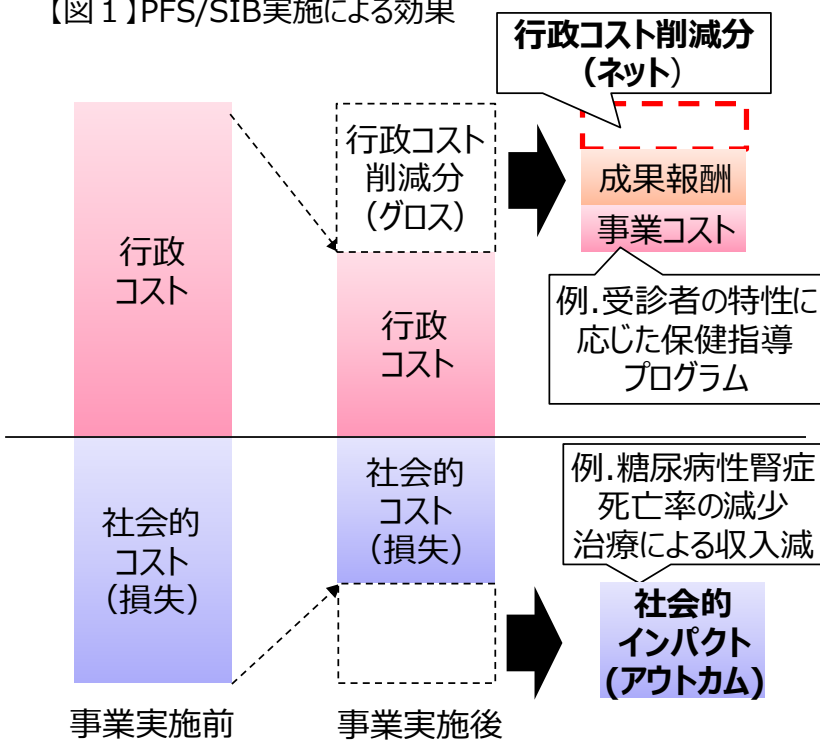 【図１】PFS/SIB実施による効果
行政コスト削減分
(ネット）
行政コスト
削減分
（グロス）
成果報酬
事業コスト
行政
コスト
行政
コスト
例.受診者の特性に
応じた保健指導
プログラム
社会的
コスト
（損失）
社会的
コスト
（損失）
例.糖尿病性腎症
死亡率の減少
治療による収入減
社会的
インパクト
(アウトカム)
事業実施前
事業実施後